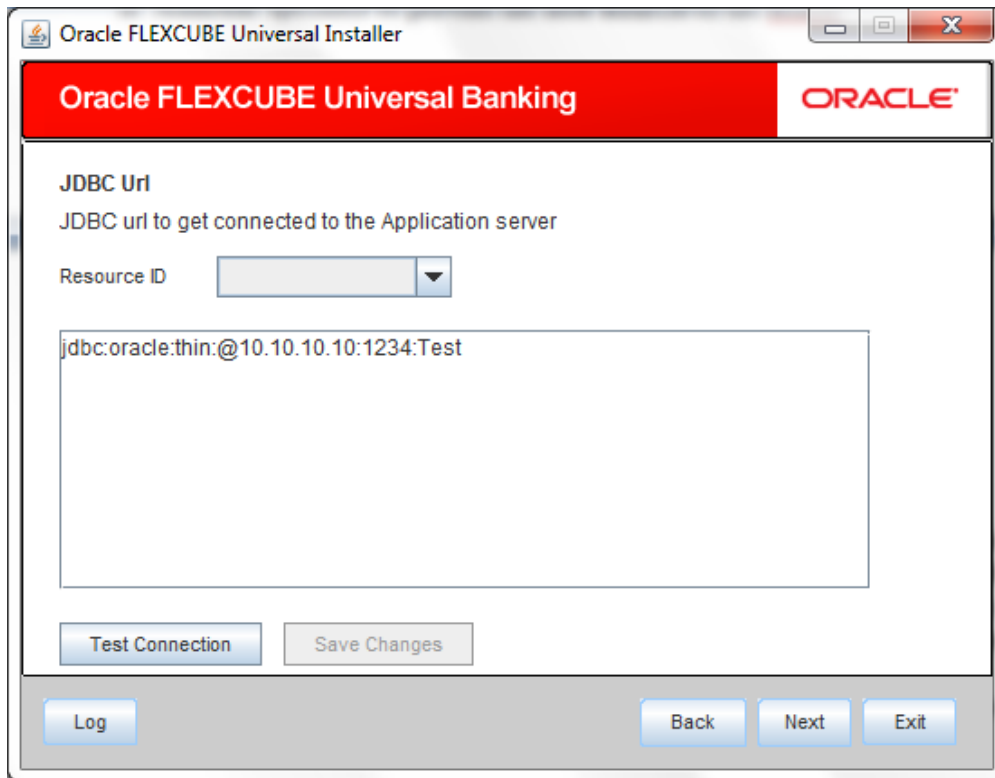 Oracle FLEXCUBE Universal Installer
Oracle FLEXCUBE Universal Banking
ORACLE
JDBC Url
JDBC url to get connected to the Application server
Resource ID
jdbc:oracle:thin:@10.10.10.10:1234:Test
Test Connection Save Changes
Log Back Next Exit